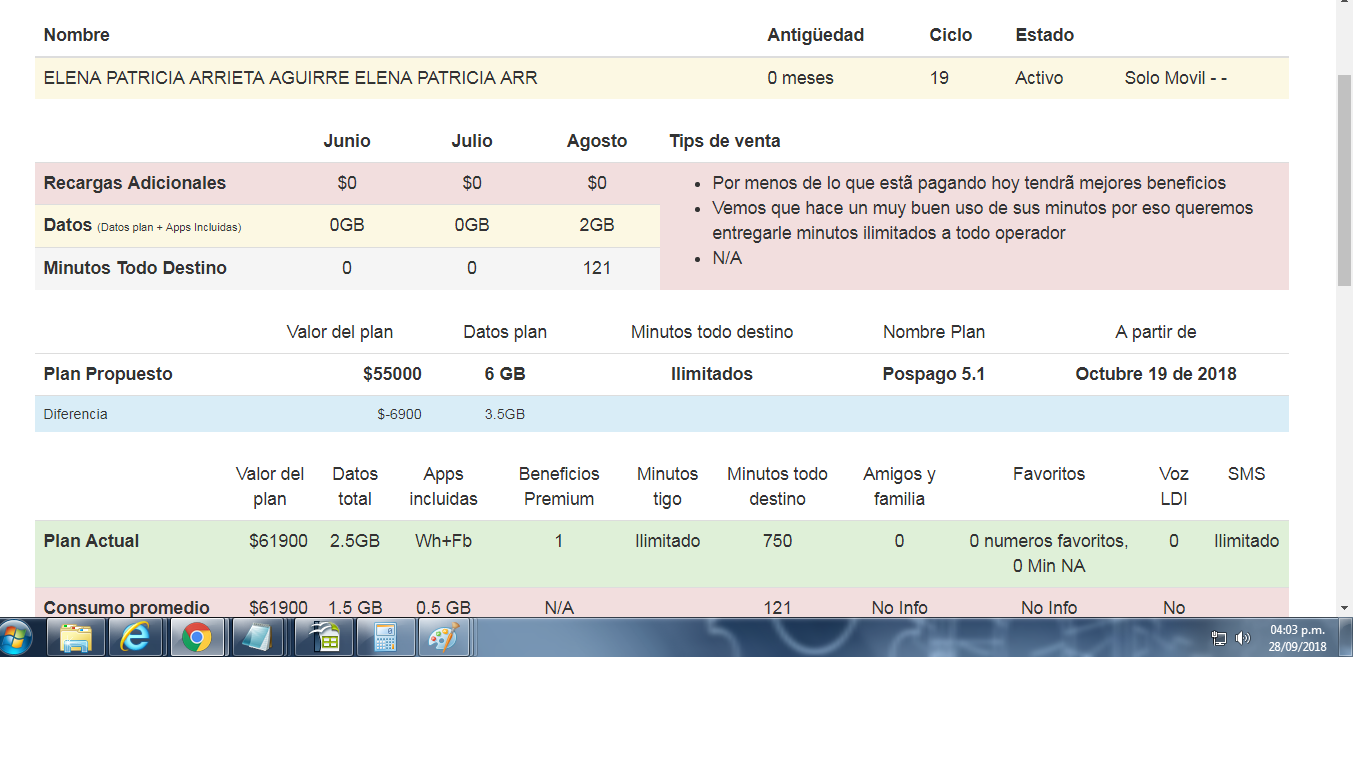 Nombre Antigüedad Ciclo Estado
ELENA PATRICIA ARRIETA AGUIRRE ELENA PATRICIA ARR 0 meses 19 Activo Solo Movil - -
Junio Julio Agosto Tips de venta
Recargas Adicionales $0 $0 $0
Datos (Datos plan + Apps Incluidas) 0GB 0GB 2GB
Minutos Todo Destino 0 0 121
• Por menos de lo que estã pagando hoy tendrã mejores beneficios
• Vemos que hace un muy buen uso de sus minutos por eso queremos
entregarle minutos ilimitados a todo operador
• N/A
Valor del plan Datos plan Minutos todo destino Nombre Plan A partir de
Plan Propuesto $55000 6 GB Ilimitados Pospago 5.1 Octubre 19 de 2018
Diferencia $-6900 3.5GB
Valor del Datos Apps Beneficios Minutos Minutos todo Amigos y Favoritos Voz SMS
plan total incluidas Premium tigo destino familia LDI
Plan Actual $61900 2.5GB Wh+Fb 1 Ilimitado 750 0 0 numeros favoritos, 0 Ilimitado
0 Min NA
Consumo promedio $61900 1.5 GB 0.5 GB N/A 121 No Info No Info No
04:03 p.m.
28/09/2018